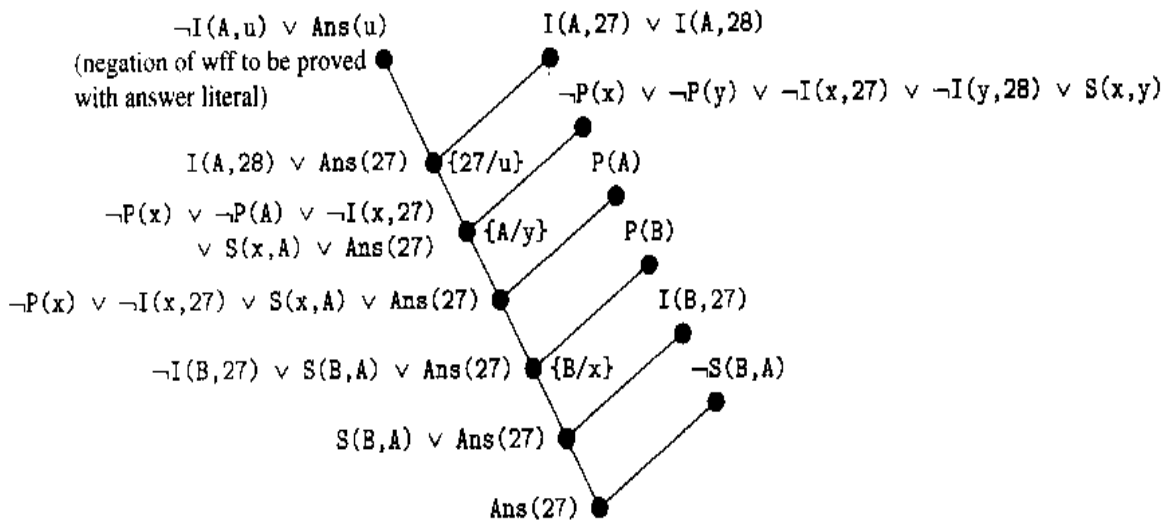 ¬I(A,u) ∨ Ans(u)
(negation of wff to be proved
with answer literal)
I(A,27) ∨ I(A,28)
¬P(x) ∨ ¬P(y) ∨ ¬I(x,27) ∨ ¬I(y,28) ∨ S(x,y)
I(A,28) ∨ Ans(27) {27/u}
P(A)
¬P(x) ∨ ¬P(A) ∨ ¬I(x,27)
∨ S(x,A) ∨ Ans(27) {A/y}
P(B)
¬P(x) ∨ ¬I(x,27) ∨ S(x,A) ∨ Ans(27)
I(B,27)
¬I(B,27) ∨ S(B,A) ∨ Ans(27) {B/x}
¬S(B,A)
S(B,A) ∨ Ans(27)
Ans(27)